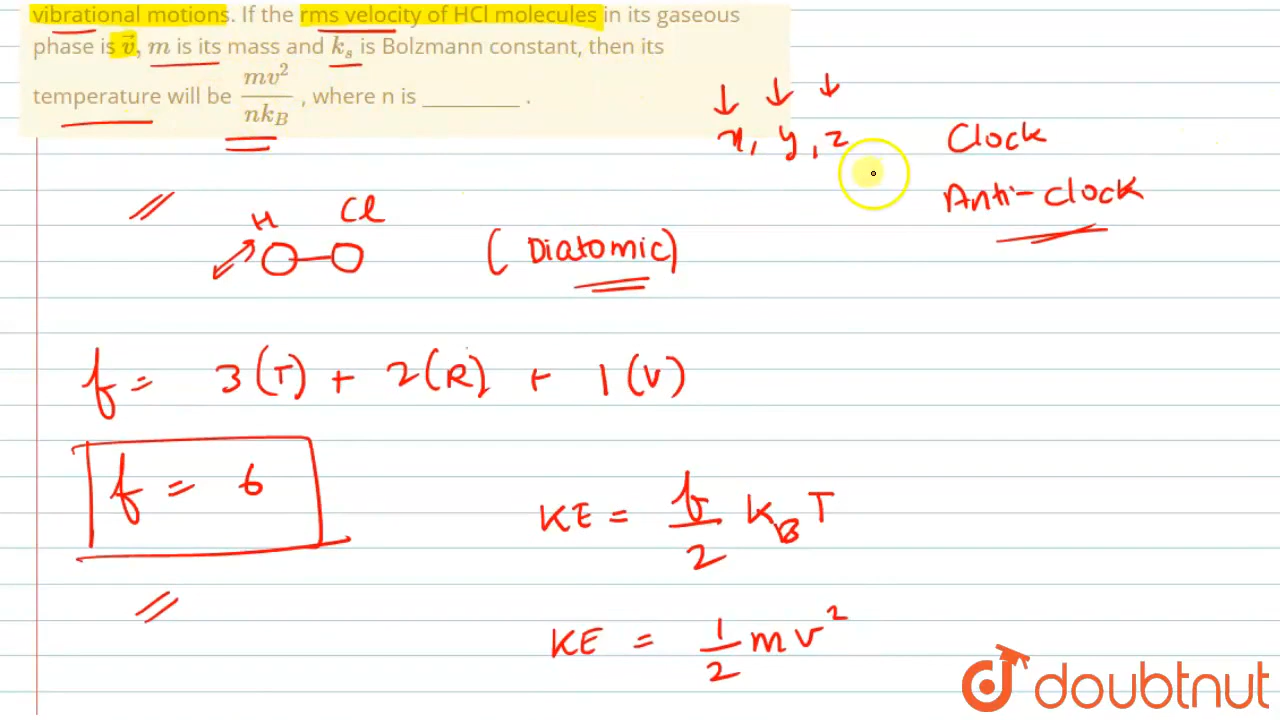 vibrational motions. If the rms velocity of HCl molecules in its gaseous
phase is v⃗, m is its mass and kₛ is Bolzmann constant, then its
temperature will be mv²/nk_B , where n is _________ .
x, y, z
Clock
Anti-clock
H Cl
(Diatomic)
f = 3(T) + 2(R) + 1(V)
f = 6
KE = f/2 k_B T
KE = 1/2 mv²
doubtnut